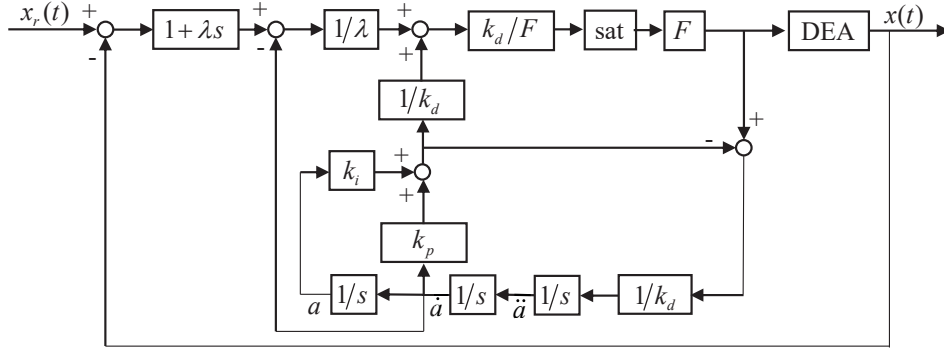 x_r(t) + 1+λs + 1/λ + + k_d/F sat F DEA x(t)
- - + +
1/k_d
k_i + + -
k_p
a 1/s ȧ 1/s ä 1/s 1/k_d